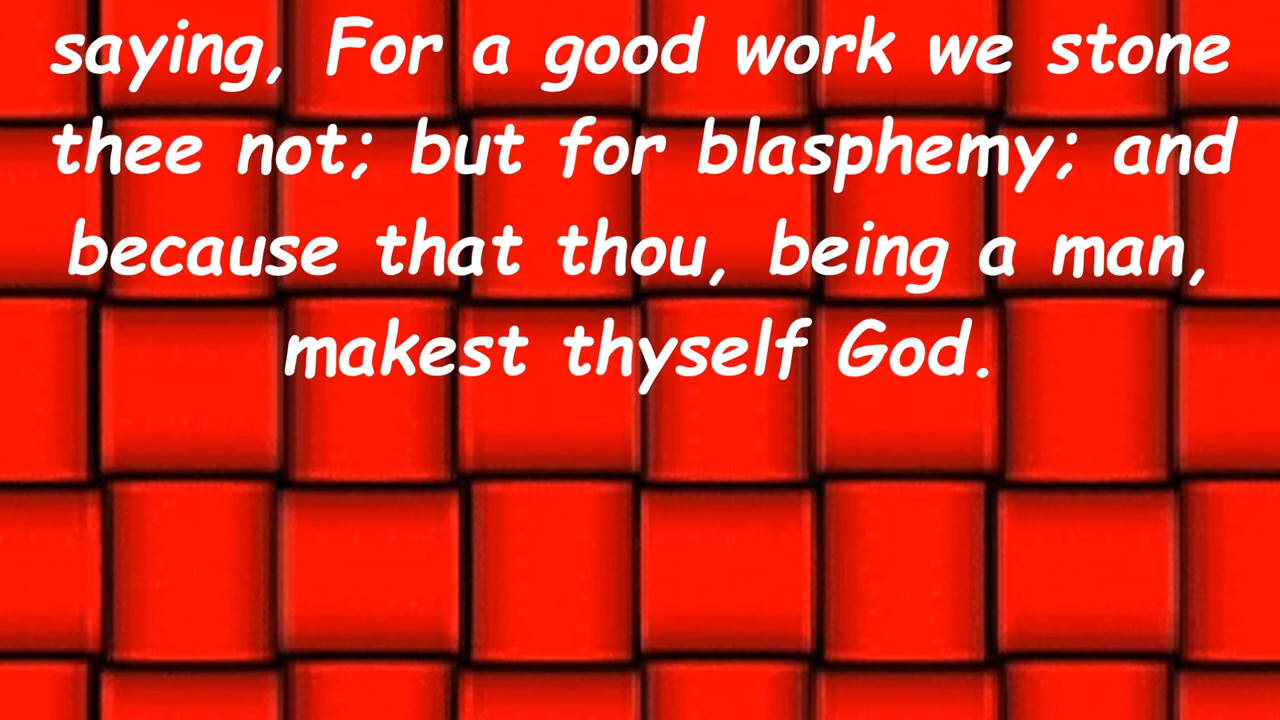 saying, For a good work we stone
thee not; but for blasphemy; and
because that thou, being a man,
makest thyself God.